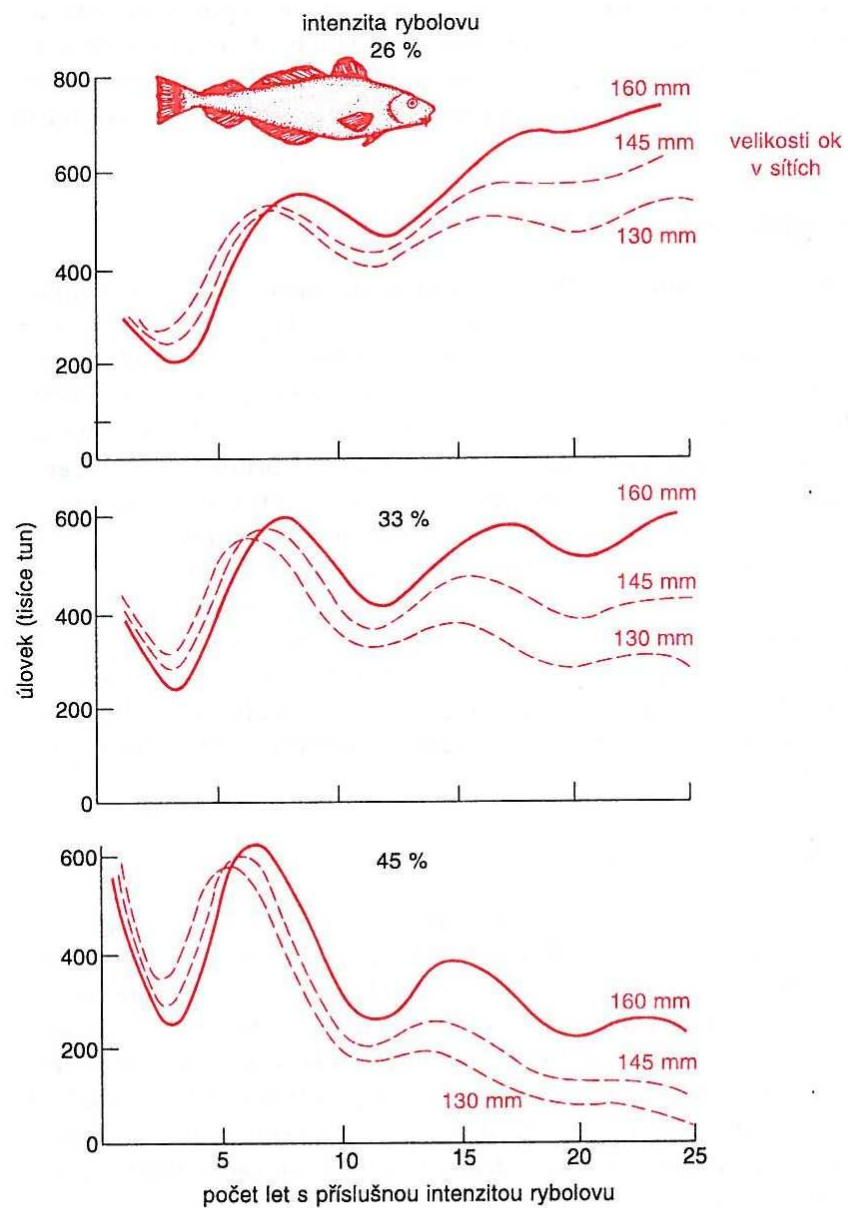 intenzita rybolovu
26 %
800
600
400
200
0
160 mm
145 mm
130 mm
velikosti ok
v sítích
úlovek (tisíce tun)
600
400
200
0
33 %
160 mm
145 mm
130 mm
600
400
200
0
45 %
160 mm
145 mm
130 mm
5
10
15
20
25
počet let s příslušnou intenzitou rybolovu